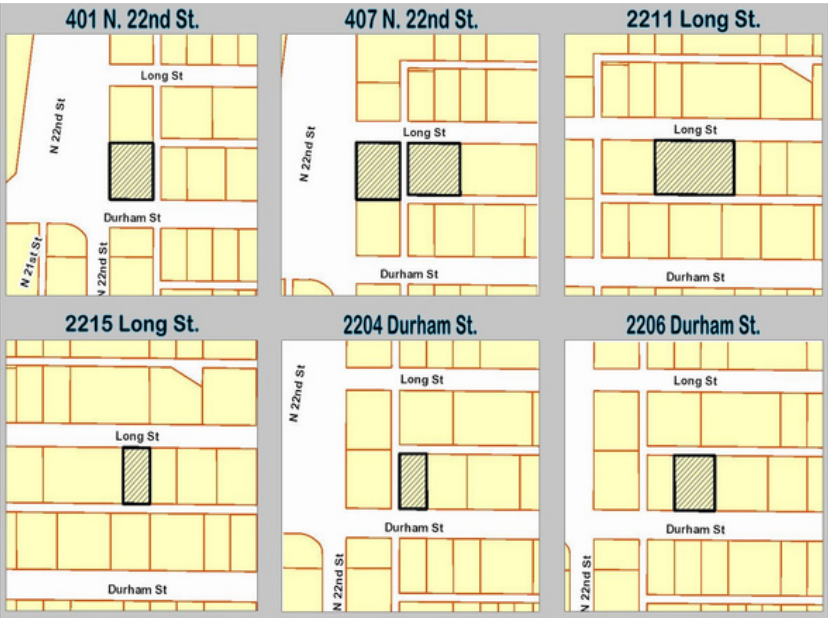 401 N. 22nd St.
Long St
N 22nd St
Durham St
N 21st St
N 22nd St
407 N. 22nd St.
Long St
N 22nd St
Durham St
2211 Long St.
Long St
Durham St
2215 Long St.
Long St
Durham St
2204 Durham St.
N 22nd St
Long St
Durham St
N 22nd St
2206 Durham St.
Long St
Durham St
N 22nd St